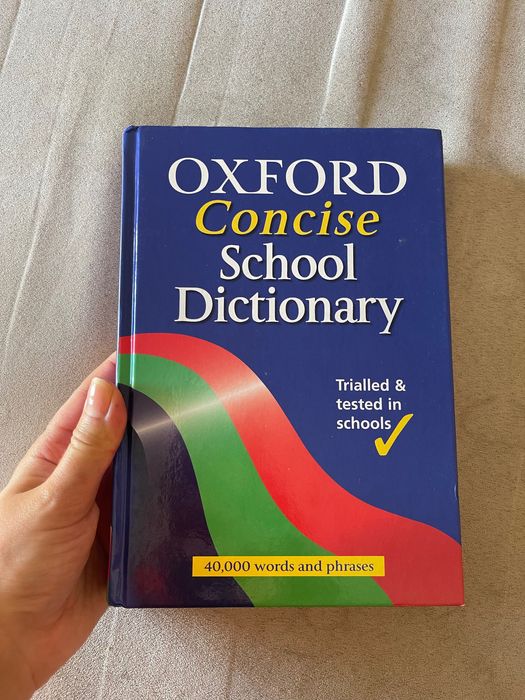 OXFORD
Concise
School
Dictionary
Trialled &
tested in
schools
40,000 words and phrases